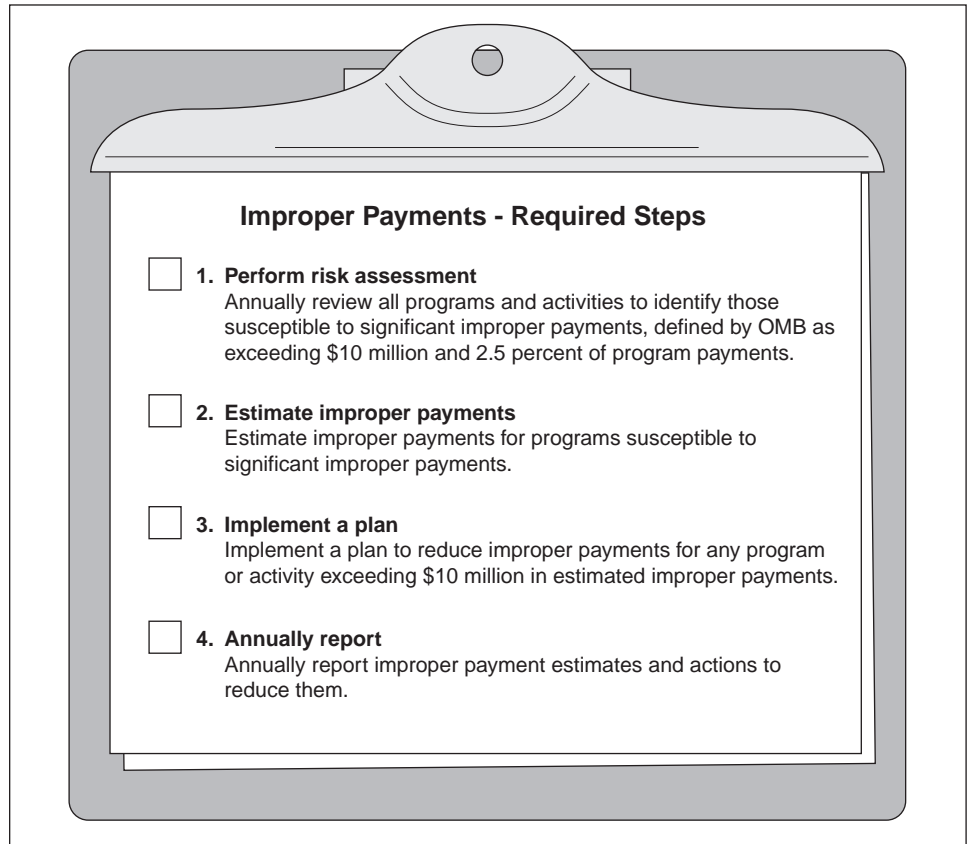 Improper Payments - Required Steps
1. Perform risk assessment
Annually review all programs and activities to identify those
susceptible to significant improper payments, defined by OMB as
exceeding $10 million and 2.5 percent of program payments.
2. Estimate improper payments
Estimate improper payments for programs susceptible to
significant improper payments.
3. Implement a plan
Implement a plan to reduce improper payments for any program
or activity exceeding $10 million in estimated improper payments.
4. Annually report
Annually report improper payment estimates and actions to
reduce them.